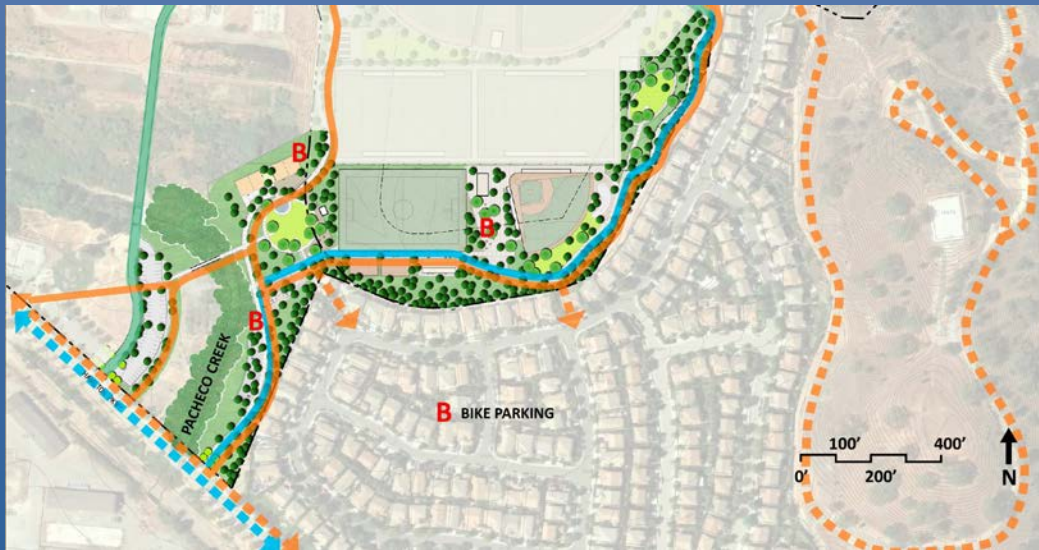 B
B
B
PACHECO CREEK
B BIKE PARKING
100' 400'
0' 200'
N